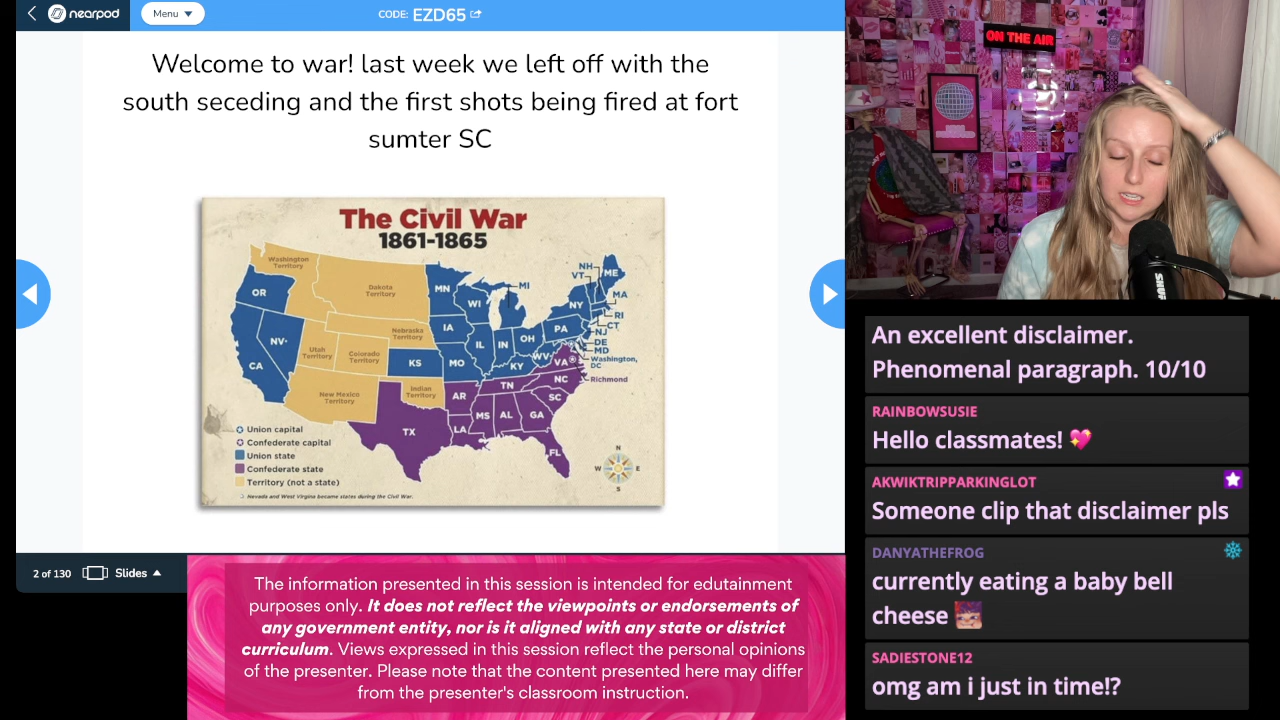 nearpod
Menu
CODE: EZD65
Welcome to war! last week we left off with the
south seceding and the first shots being fired at fort
sumter SC
The Civil War
1861-1865
Washington
Territory
OR
NV*
CA
Dakota
Territory
Nebraska
Territory
Utah
Territory
Colorado
Territory
New Mexico
Territory
Indian
Territory
KS
TX
MN
WI
MI
IA
IL
IN
OH
MO
KY
WV*
VA
PA
NY
NH
VT
ME
MA
RI
CT
NJ
DE
MD
Washington,
DC
Richmond
TN
NC
SC
AR
MS
AL
GA
LA
FL
Union capital
Confederate capital
Union state
Confederate state
Territory (not a state)
Nevada and West Virginia became states during the Civil War.
N
W E
S
2 of 130
Slides
The information presented in this session is intended for edutainment
purposes only. It does not reflect the viewpoints or endorsements of
any government entity, nor is it aligned with any state or district
curriculum. Views expressed in this session reflect the personal opinions
of the presenter. Please note that the content presented here may differ
from the presenter's classroom instruction.
ON THE AIR
SHURE
An excellent disclaimer.
Phenomenal paragraph. 10/10
RAINBOWSUSIE
Hello classmates!
AKWIKTRIPPARKINGLOT
Someone clip that disclaimer pls
DANYATHEFROG
currently eating a baby bell
cheese
SADIESTONE12
omg am i just in time!?